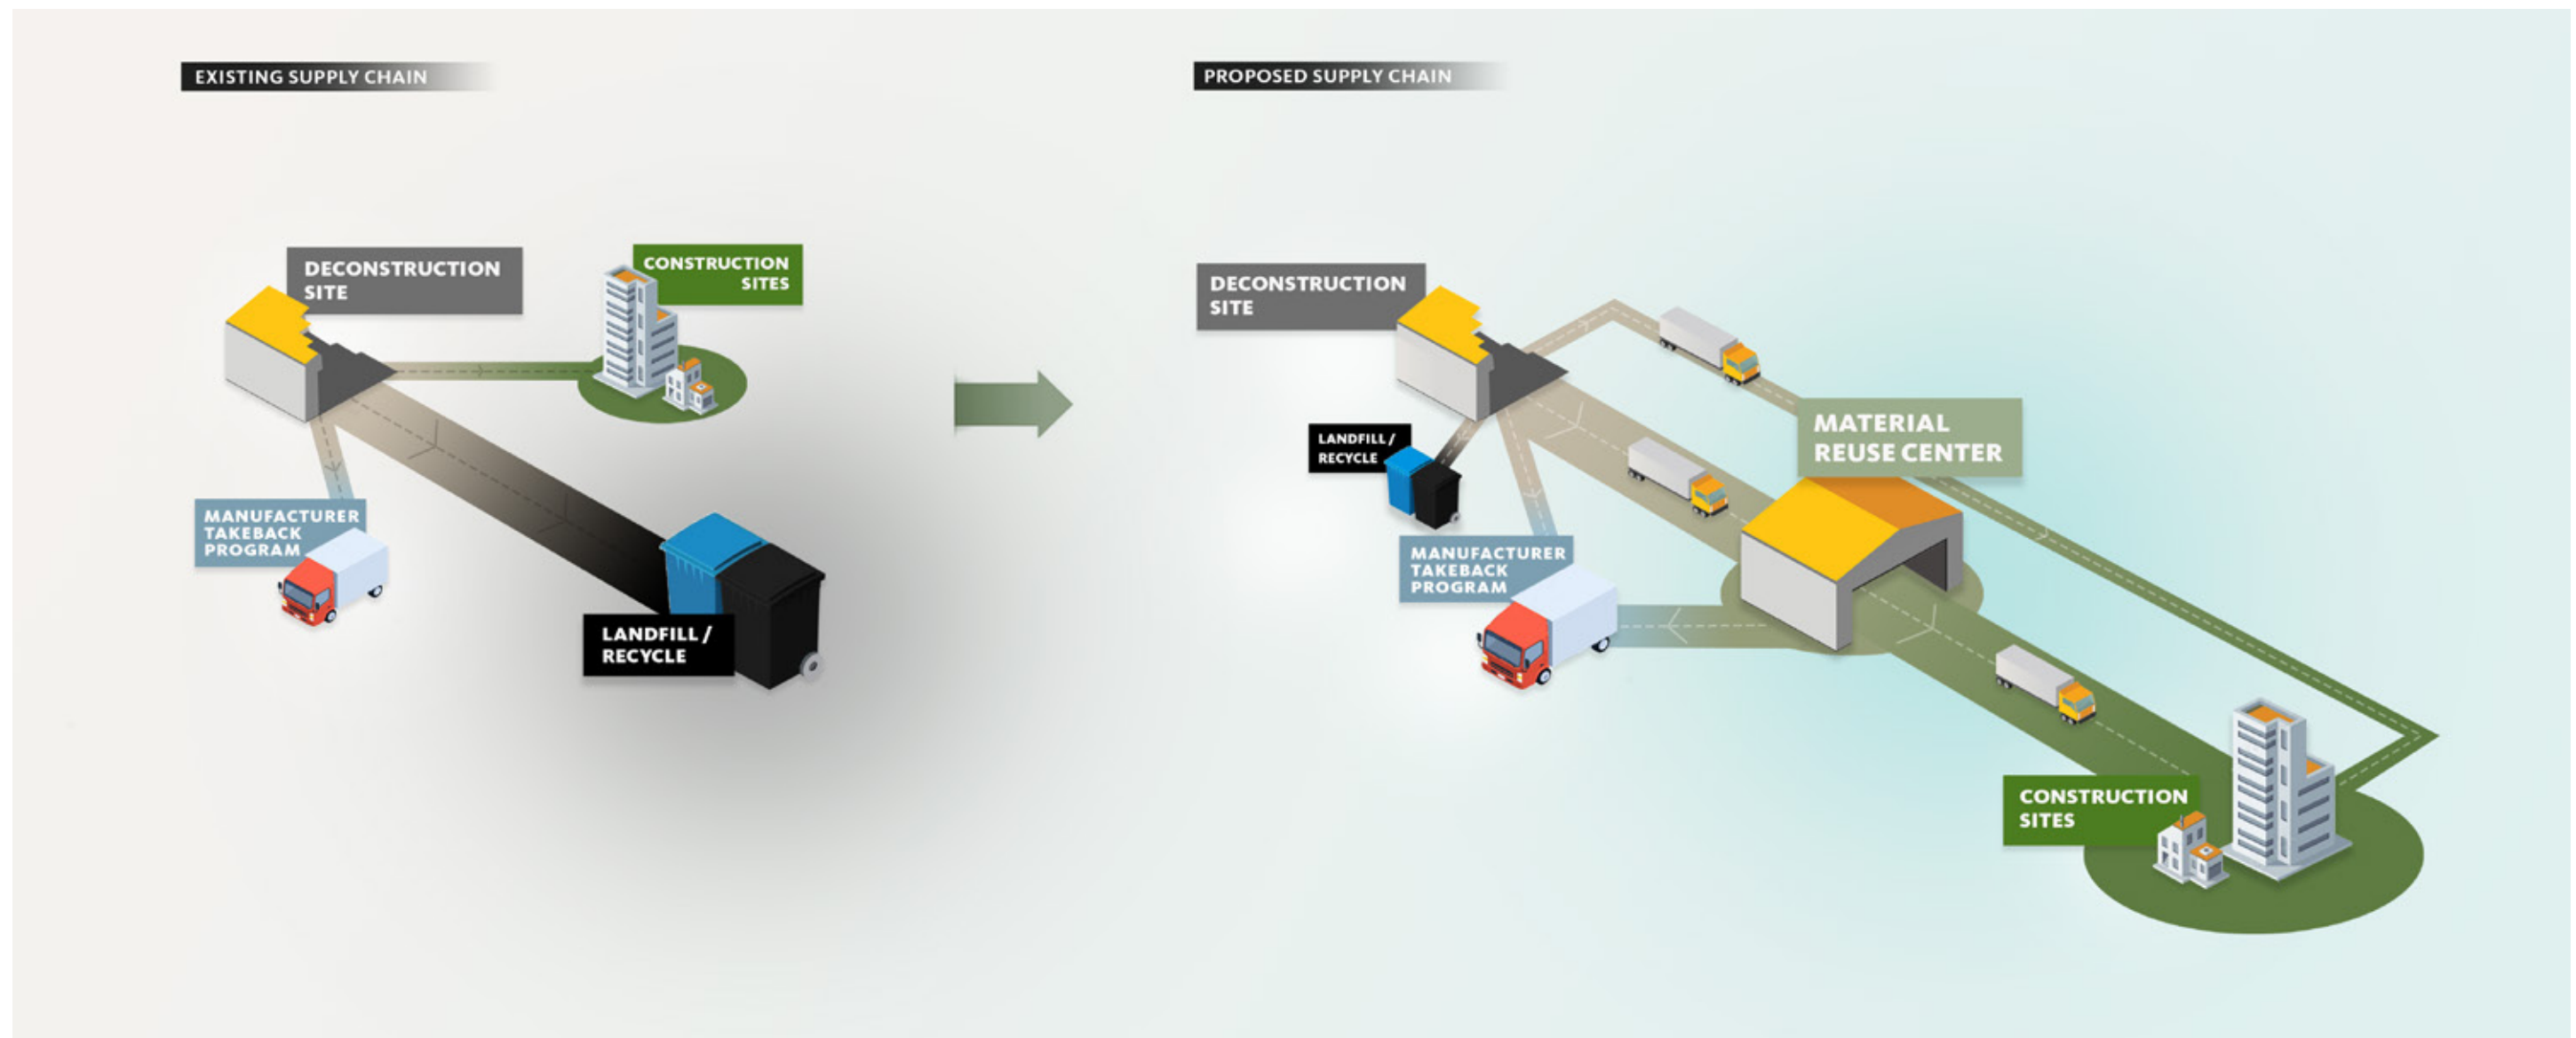 EXISTING SUPPLY CHAIN
DECONSTRUCTION
SITE
CONSTRUCTION
SITES
MANUFACTURER
TAKEBACK
PROGRAM
LANDFILL /
RECYCLE
PROPOSED SUPPLY CHAIN
DECONSTRUCTION
SITE
LANDFILL /
RECYCLE
MATERIAL
REUSE CENTER
MANUFACTURER
TAKEBACK
PROGRAM
CONSTRUCTION
SITES